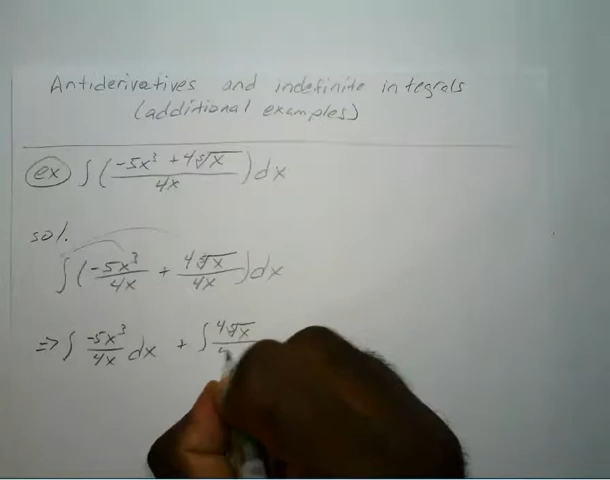 Antiderivatives and indefinite integrals
(additional examples)
ex ∫ ( (-5x³ + 4∛x) / 4x ) dx
sol.
∫ ( -5x³/4x + 4∛x/4x ) dx
⇒ ∫ -5x³/4x dx + ∫ 4∛x